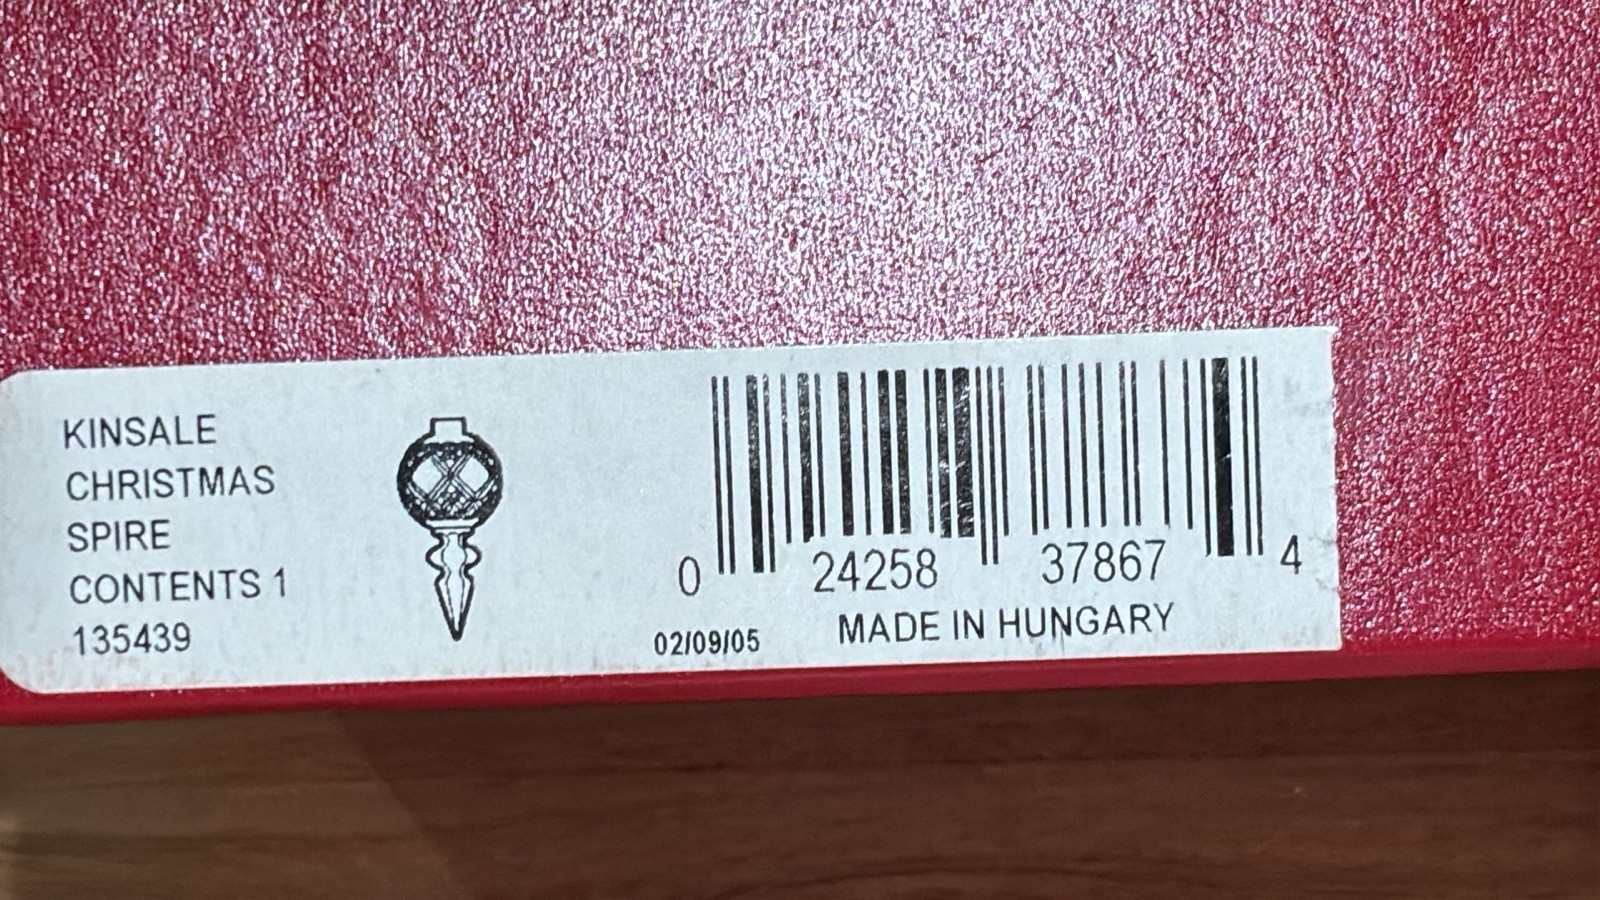 KINSALE
CHRISTMAS
SPIRE
CONTENTS 1
135439
0 24258 37867 4
02/09/05 MADE IN HUNGARY